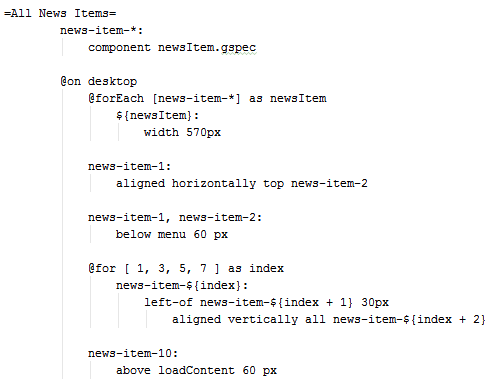 =All News Items=
news-item-*:
component newsItem.gspec
@on desktop
@forEach [news-item-*] as newsItem
${newsItem}:
width 570px
news-item-1:
aligned horizontally top news-item-2
news-item-1, news-item-2:
below menu 60 px
@for [ 1, 3, 5, 7 ] as index
news-item-${index}:
left-of news-item-${index + 1} 30px
aligned vertically all news-item-${index + 2}
news-item-10:
above loadContent 60 px